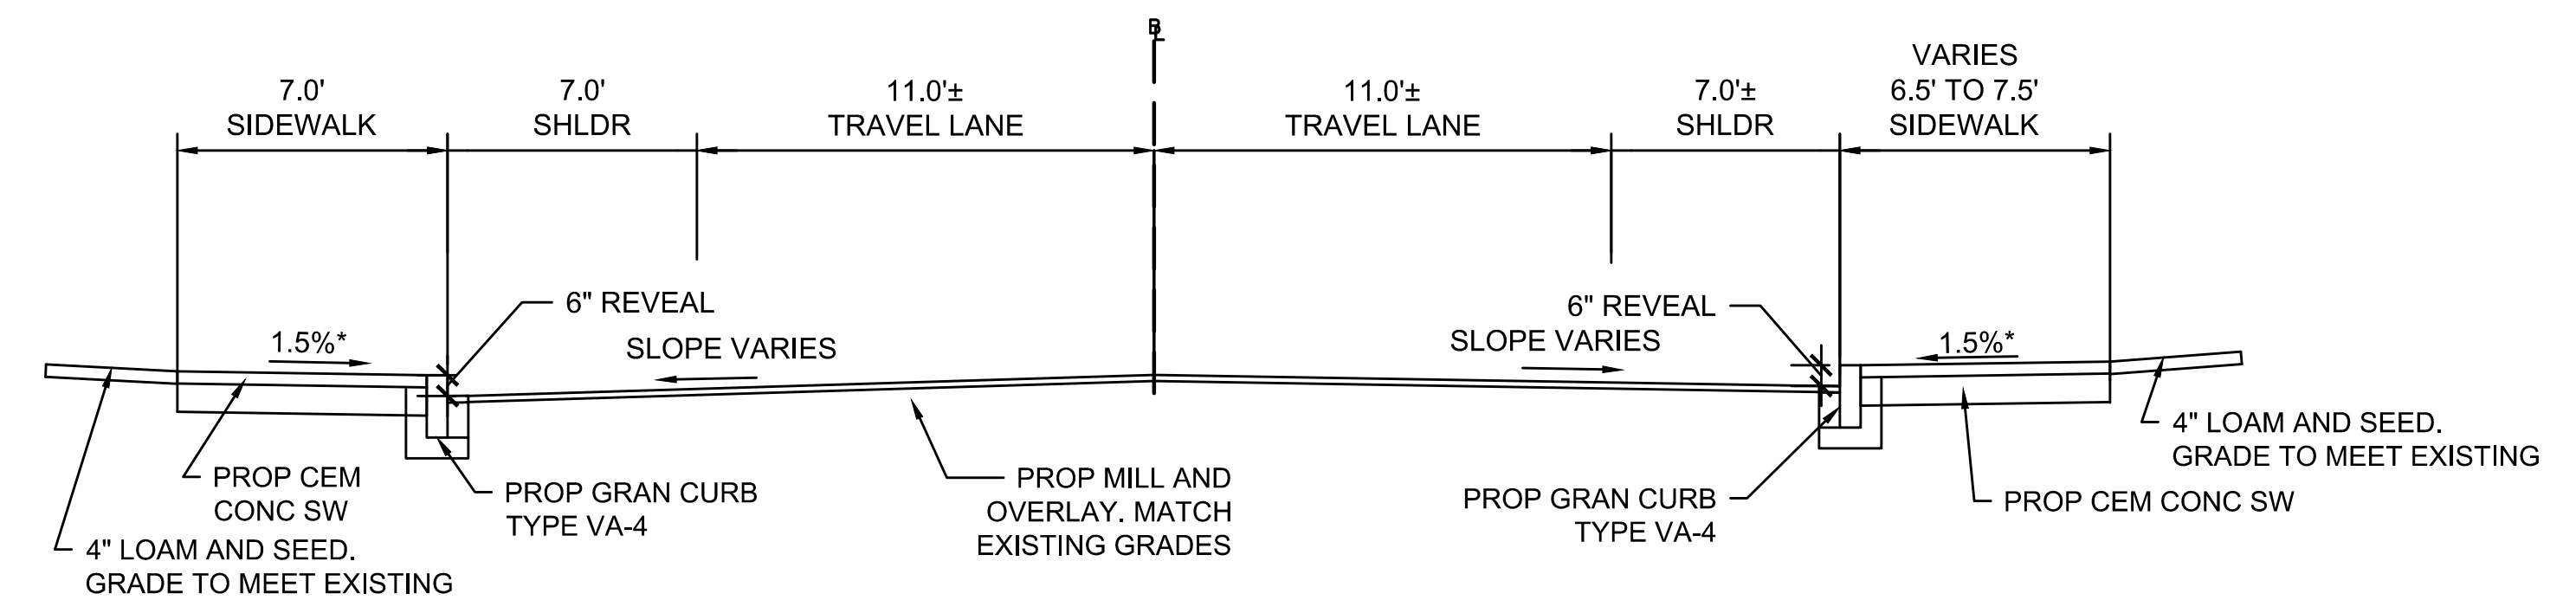 ℄
7.0'
SIDEWALK
7.0'
SHLDR
11.0'±
TRAVEL LANE
11.0'±
TRAVEL LANE
7.0'±
SHLDR
VARIES
6.5' TO 7.5'
SIDEWALK
6" REVEAL
1.5%*
SLOPE VARIES
6" REVEAL
SLOPE VARIES
1.5%*
PROP CEM
CONC SW
4" LOAM AND SEED.
GRADE TO MEET EXISTING
PROP GRAN CURB
TYPE VA-4
PROP MILL AND
OVERLAY. MATCH
EXISTING GRADES
PROP GRAN CURB
TYPE VA-4
PROP CEM CONC SW
4" LOAM AND SEED.
GRADE TO MEET EXISTING